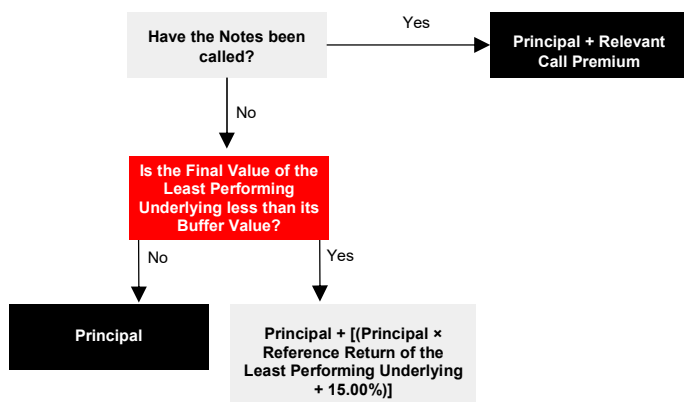 Have the Notes been
called?
Yes
Principal + Relevant
Call Premium
No
Is the Final Value of the
Least Performing
Underlying less than its
Buffer Value?
No
Yes
Principal
Principal + [(Principal ×
Reference Return of the
Least Performing Underlying
+ 15.00%)]